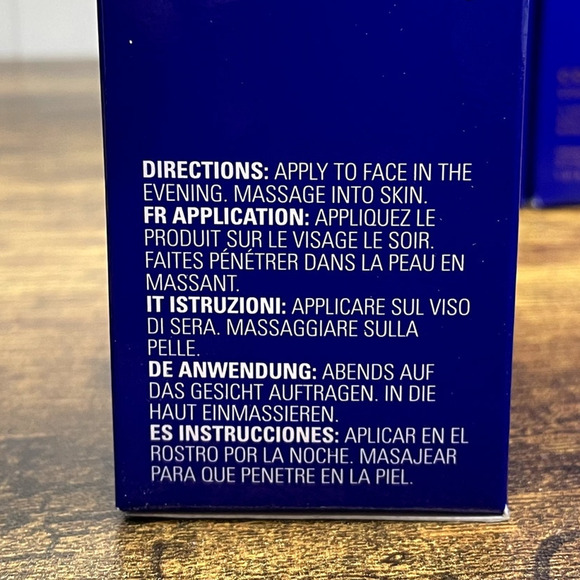 DIRECTIONS: APPLY TO FACE IN THE
EVENING. MASSAGE INTO SKIN.
FR APPLICATION: APPLIQUEZ LE
PRODUIT SUR LE VISAGE LE SOIR.
FAITES PÉNÉTRER DANS LA PEAU EN
MASSANT.
IT ISTRUZIONI: APPLICARE SUL VISO
DI SERA. MASSAGGIARE SULLA
PELLE.
DE ANWENDUNG: ABENDS AUF
DAS GESICHT AUFTRAGEN. IN DIE
HAUT EINMASSIEREN.
ES INSTRUCCIONES: APLICAR EN EL
ROSTRO POR LA NOCHE. MASAJEAR
PARA QUE PENETRE EN LA PIEL.